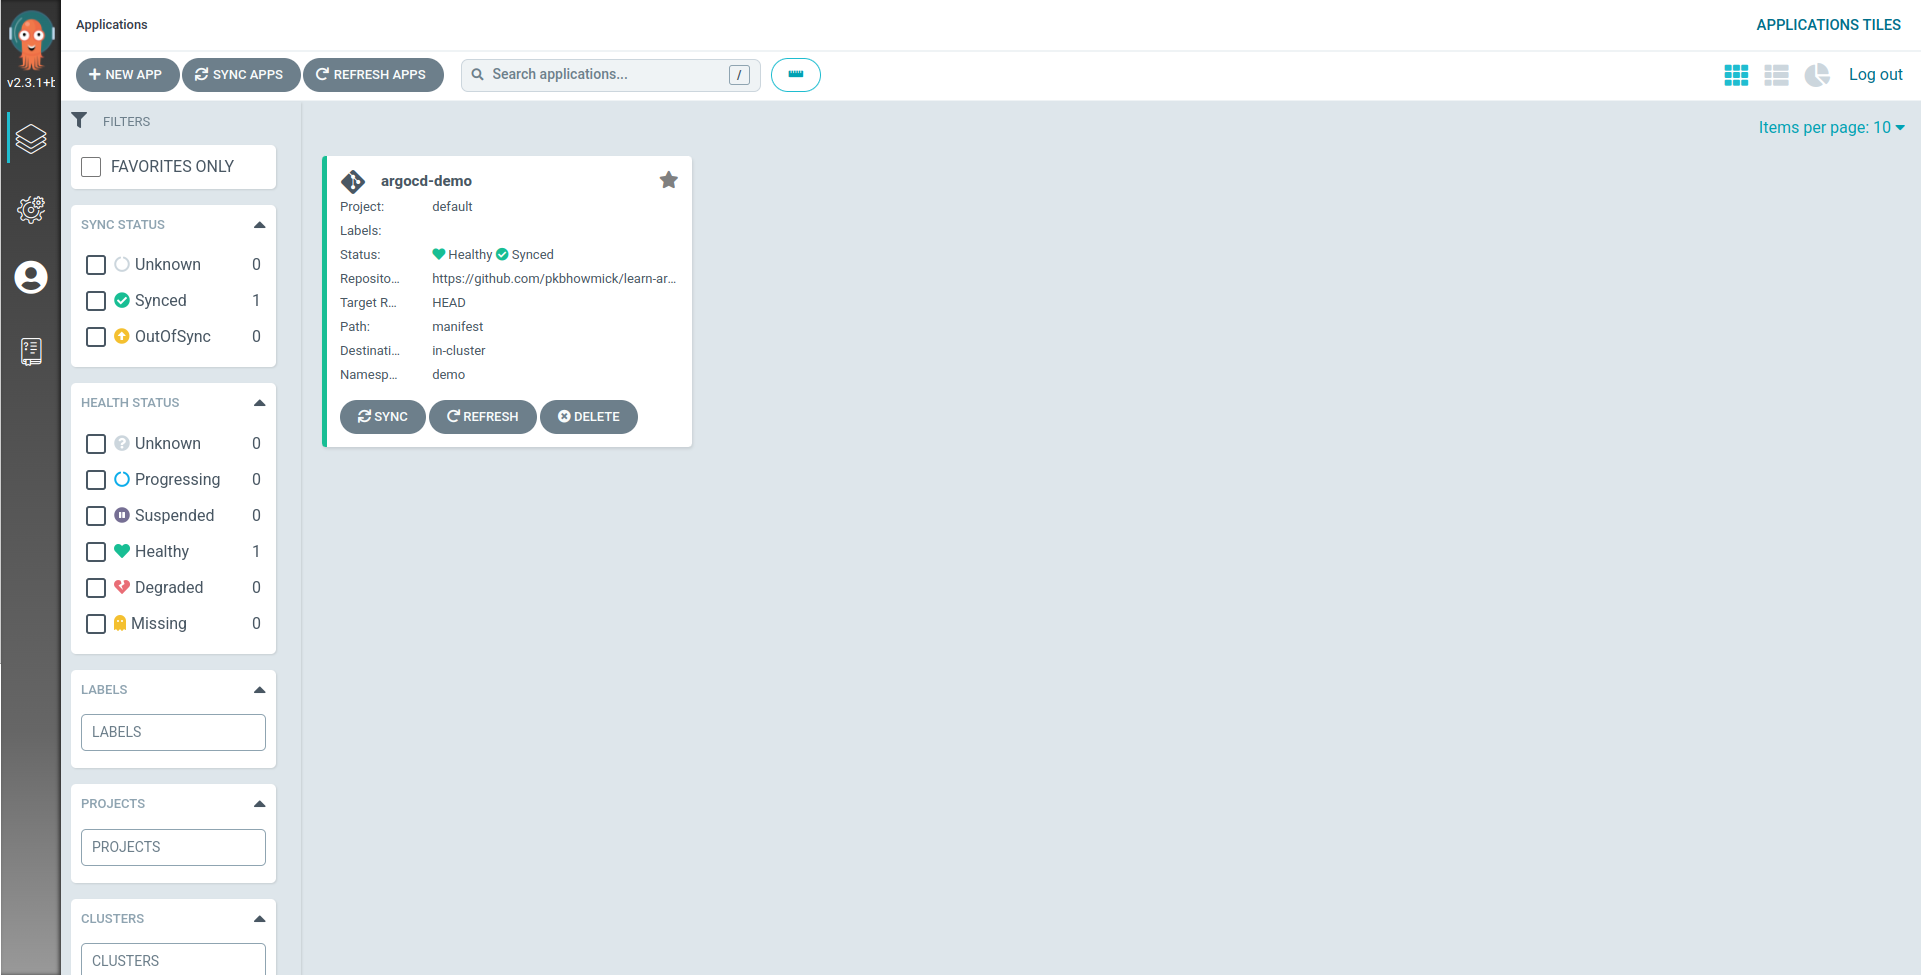 Applications
APPLICATIONS TILES
v2.3.1+b
NEW APP
SYNC APPS
REFRESH APPS
Search applications...
/
Log out
FILTERS
Items per page: 10
FAVORITES ONLY
SYNC STATUS
Unknown 0
Synced 1
OutOfSync 0
HEALTH STATUS
Unknown 0
Progressing 0
Suspended 0
Healthy 1
Degraded 0
Missing 0
LABELS
LABELS
PROJECTS
PROJECTS
CLUSTERS
CLUSTERS
argocd-demo
Project: default
Labels:
Status: Healthy Synced
Reposito... https://github.com/pkbhowmick/learn-ar...
Target R... HEAD
Path: manifest
Destinati... in-cluster
Namesp... demo
SYNC
REFRESH
DELETE